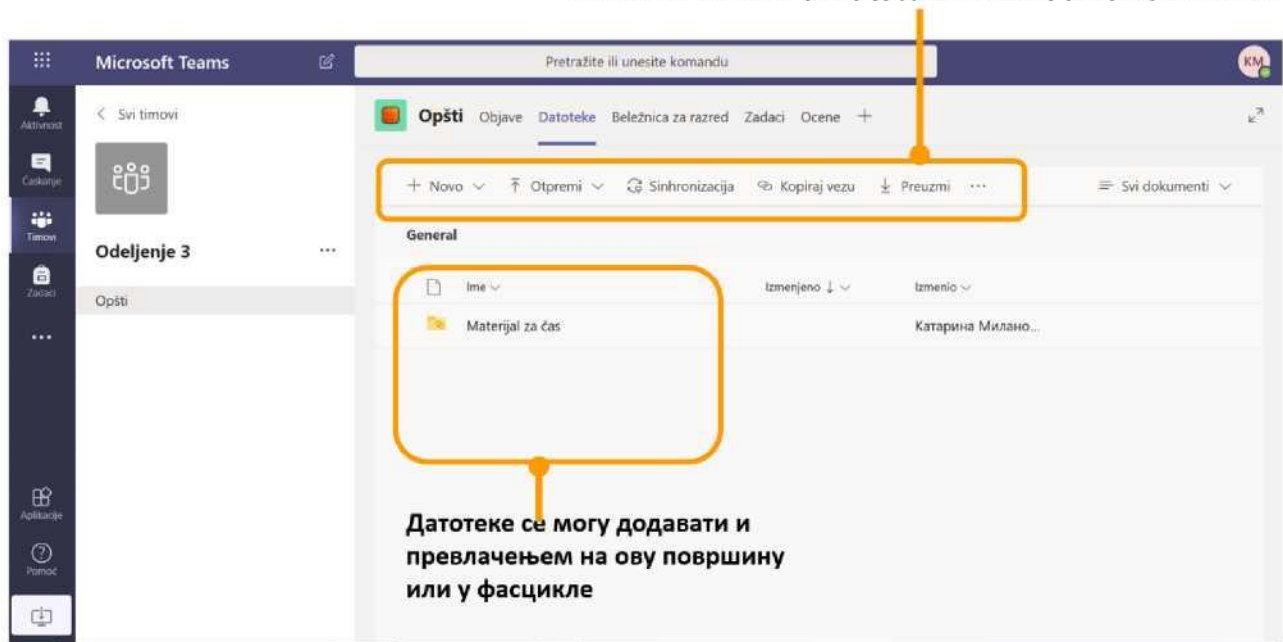 Microsoft Teams
Pretražite ili unesite komandu
KM
Aktivnost
Ćaskanje
Timovi
Zadaci
Aplikacije
Pomoć
< Svi timovi
Odeljenje 3 ...
Opšti
Opšti Objave Datoteke Beležnica za razred Zadaci Ocene +
+ Novo Otpremi Sinhronizacija Kopiraj vezu Preuzmi ... Svi dokumenti
General
Ime Izmenjeno ↓ Izmenio
Materijal za čas Катарина Милано...
Датотеке се могу додавати и
превлачењем на ову површину
или у фасцикле